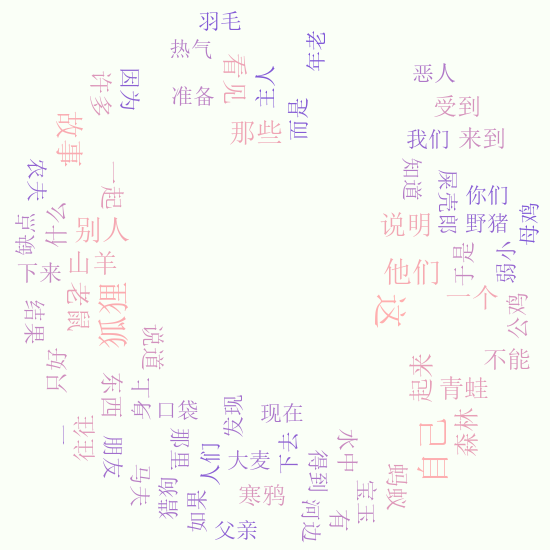 羽毛
热气
看见
主人
年老
准备
那些
而是
许多
因为
故事
恶人
受到
我们
来到
农夫
一起
知道
屎壳郎
你们
母鸡
缺点
什么
别人
说明
野猪
下来
山羊
老鼠
狐狸
他们
于是
弱小
这
一个
公鸡
结果
说道
只好
不能
起来
青蛙
东西
上身
口袋
发现
现在
自己
森林
一
往往
朋友
那里
人们
大麦
下去
水中
马夫
猎狗
如果
寒鸦
得到
河边
有
宝玉
蚂蚁
父亲